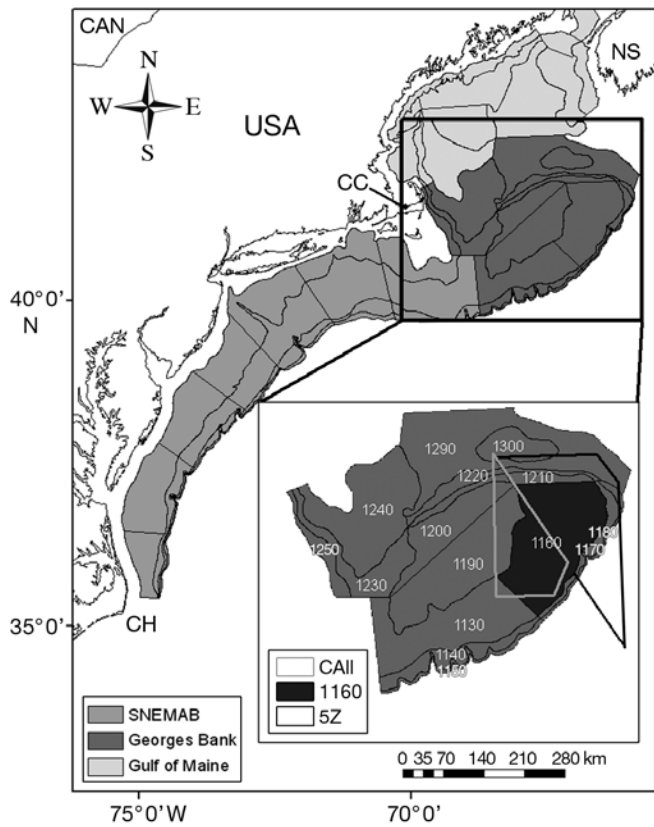 CAN
NS
N
W
E
S
USA
CC
40°0'
N
1300
1290
1220
1210
1240
1200
1180
1160
1250
1170
1190
1230
1130
1140
1150
35°0'
CH
CAII
1160
5Z
SNEMAB
Georges Bank
Gulf of Maine
0 35 70 140 210 280 km
75°0'W
70°0'